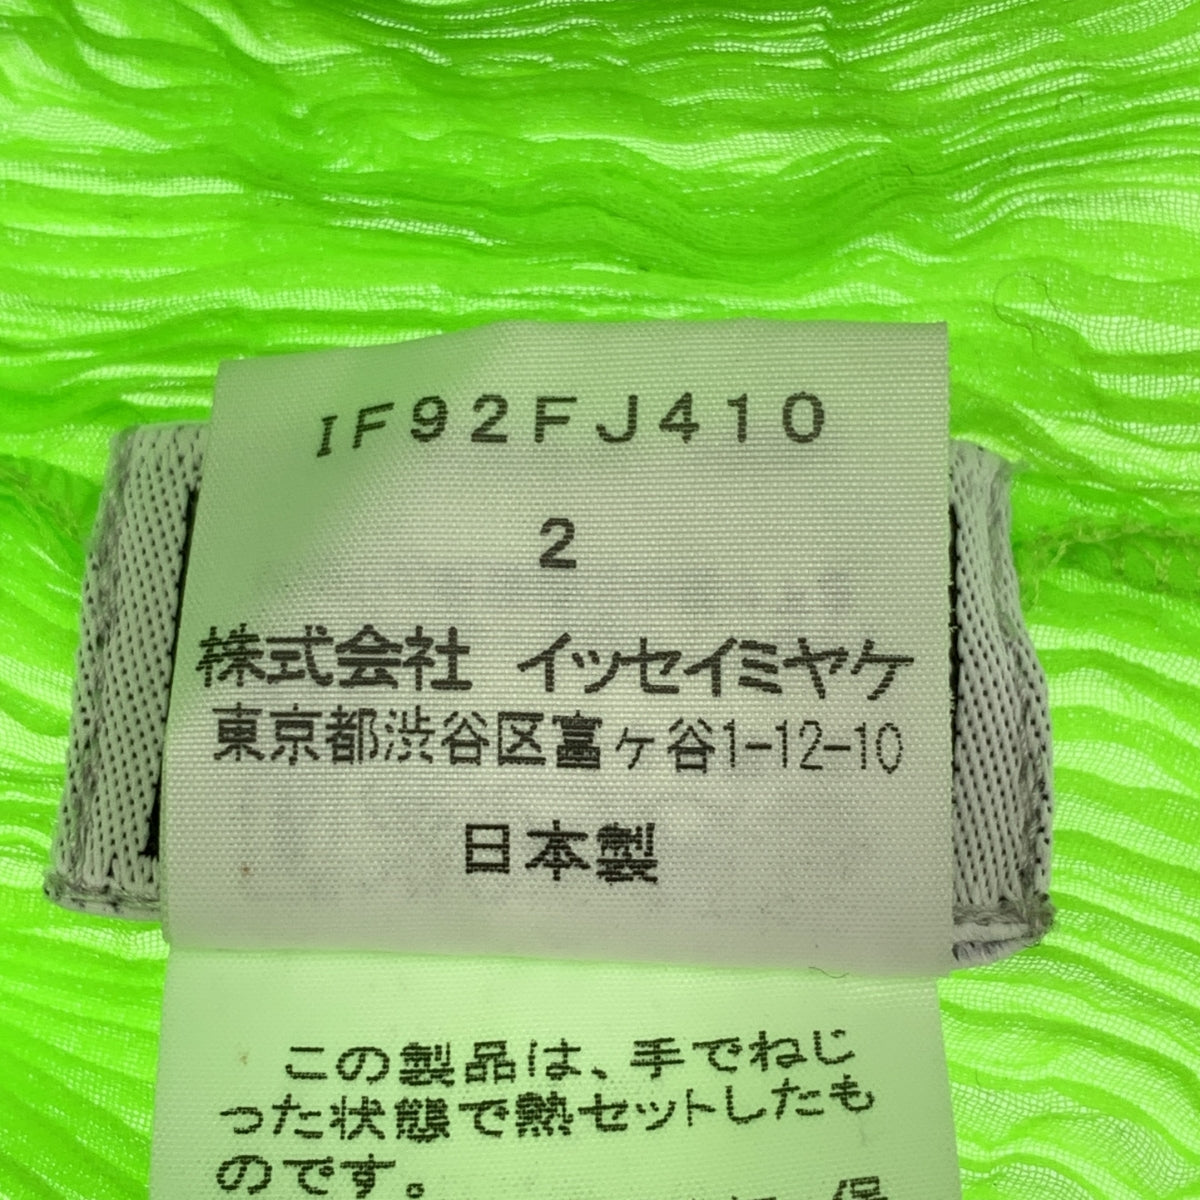 IF92FJ410
2
株式会社 イッセイミヤケ
東京都渋谷区富ヶ谷1-12-10
日本製
この製品は、手でねじ
った状態で熱セットしたも
のです。